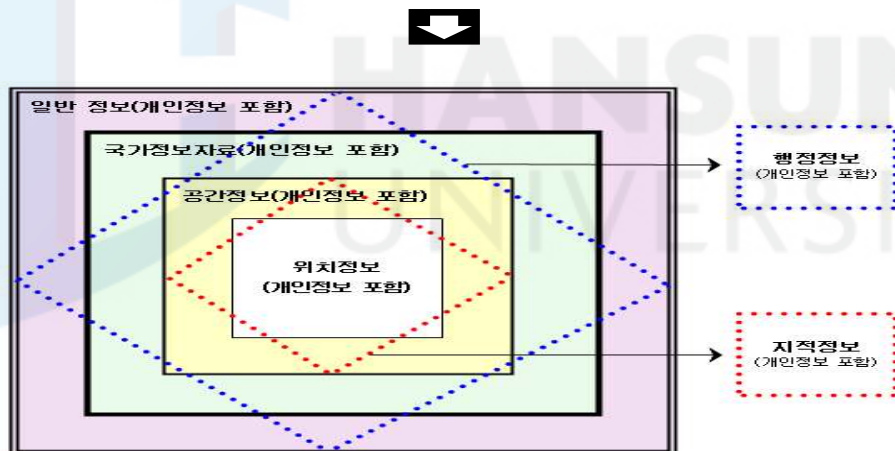 HANSUN
UNIVERSI
일반 정보(개인정보 포함)
국가정보자료(개인정보 포함)
행정정보
(개인정보 포함)
공간정보(개인정보 포함)
위치정보
(개인정보 포함)
지적정보
(개인정보 포함)